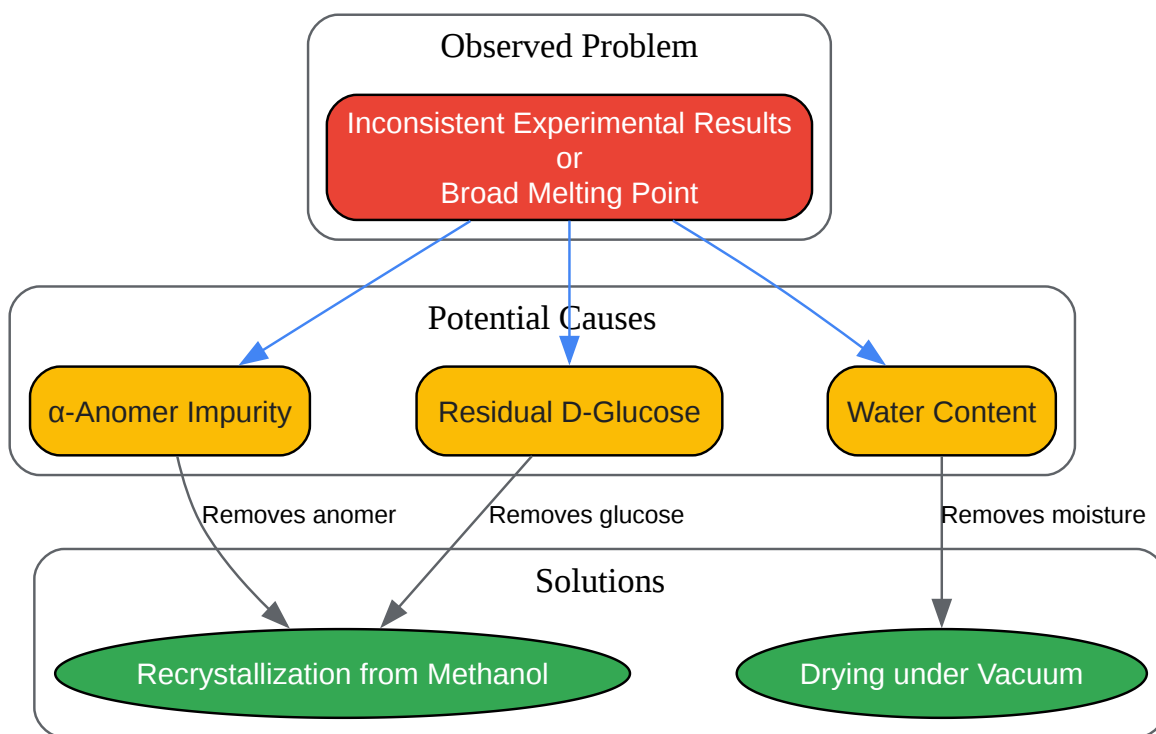 Observed Problem
Inconsistent Experimental Results
or
Broad Melting Point
Potential Causes
α-Anomer Impurity
Residual D-Glucose
Water Content
Removes anomer
Removes glucose
Removes moisture
Solutions
Recrystallization from Methanol
Drying under Vacuum